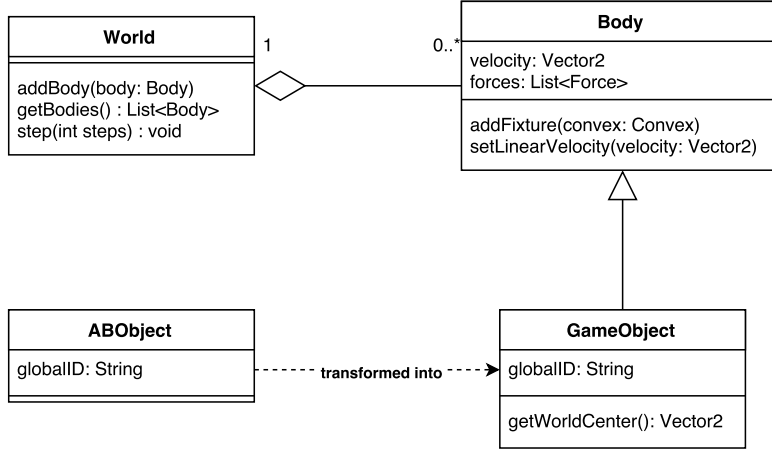 World
addBody(body: Body)
getBodies() : List<Body>
step(int steps) : void
1
0..*
Body
velocity: Vector2
forces: List<Force>
addFixture(convex: Convex)
setLinearVelocity(velocity: Vector2)
ABObject
globalID: String
transformed into
GameObject
globalID: String
getWorldCenter(): Vector2